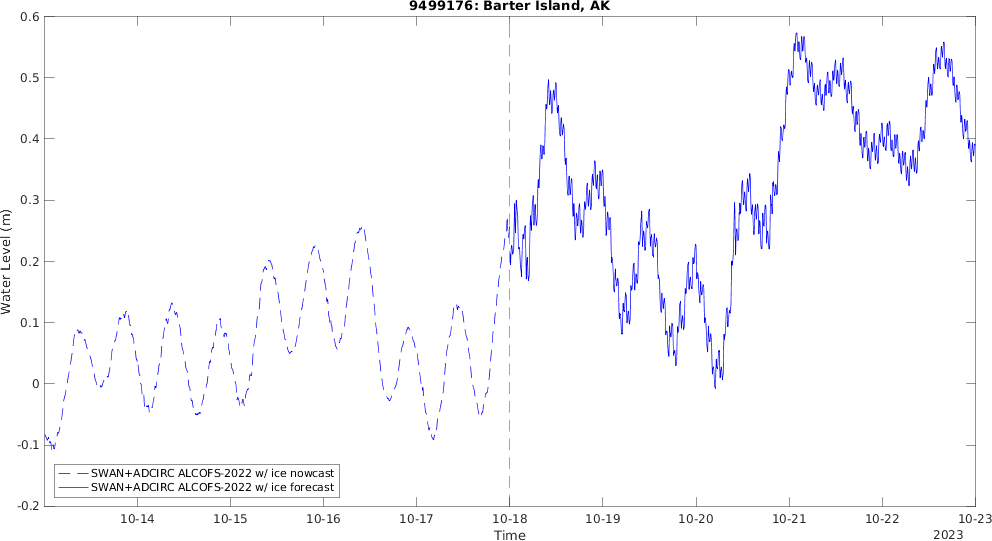 9499176: Barter Island, AK
0.6
0.5
0.4
0.3
0.2
0.1
0
-0.1
-0.2
Water Level (m)
SWAN+ADCIRC ALCOFS-2022 w/ ice nowcast
SWAN+ADCIRC ALCOFS-2022 w/ ice forecast
10-14 10-15 10-16 10-17 10-18 10-19 10-20 10-21 10-22 10-23
Time
2023